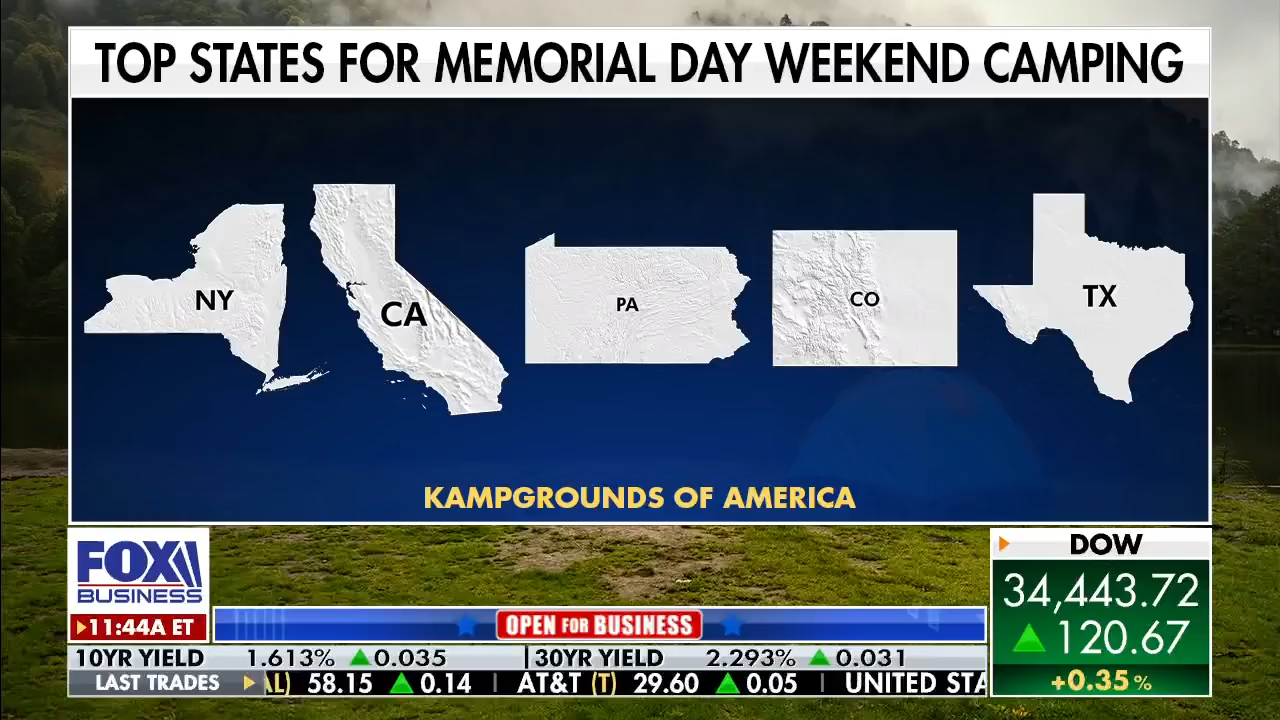 TOP STATES FOR MEMORIAL DAY WEEKEND CAMPING
NY
CA
PA
CO
TX
KAMPGROUNDS OF AMERICA
FOX
BUSINESS
11:44A ET
OPEN FOR BUSINESS
DOW
34,443.72
120.67
+0.35%
10YR YIELD 1.613% 0.035 30YR YIELD 2.293% 0.031
LAST TRADES L) 58.15 0.14 | AT&T (T) 29.60 0.05 | UNITED STA